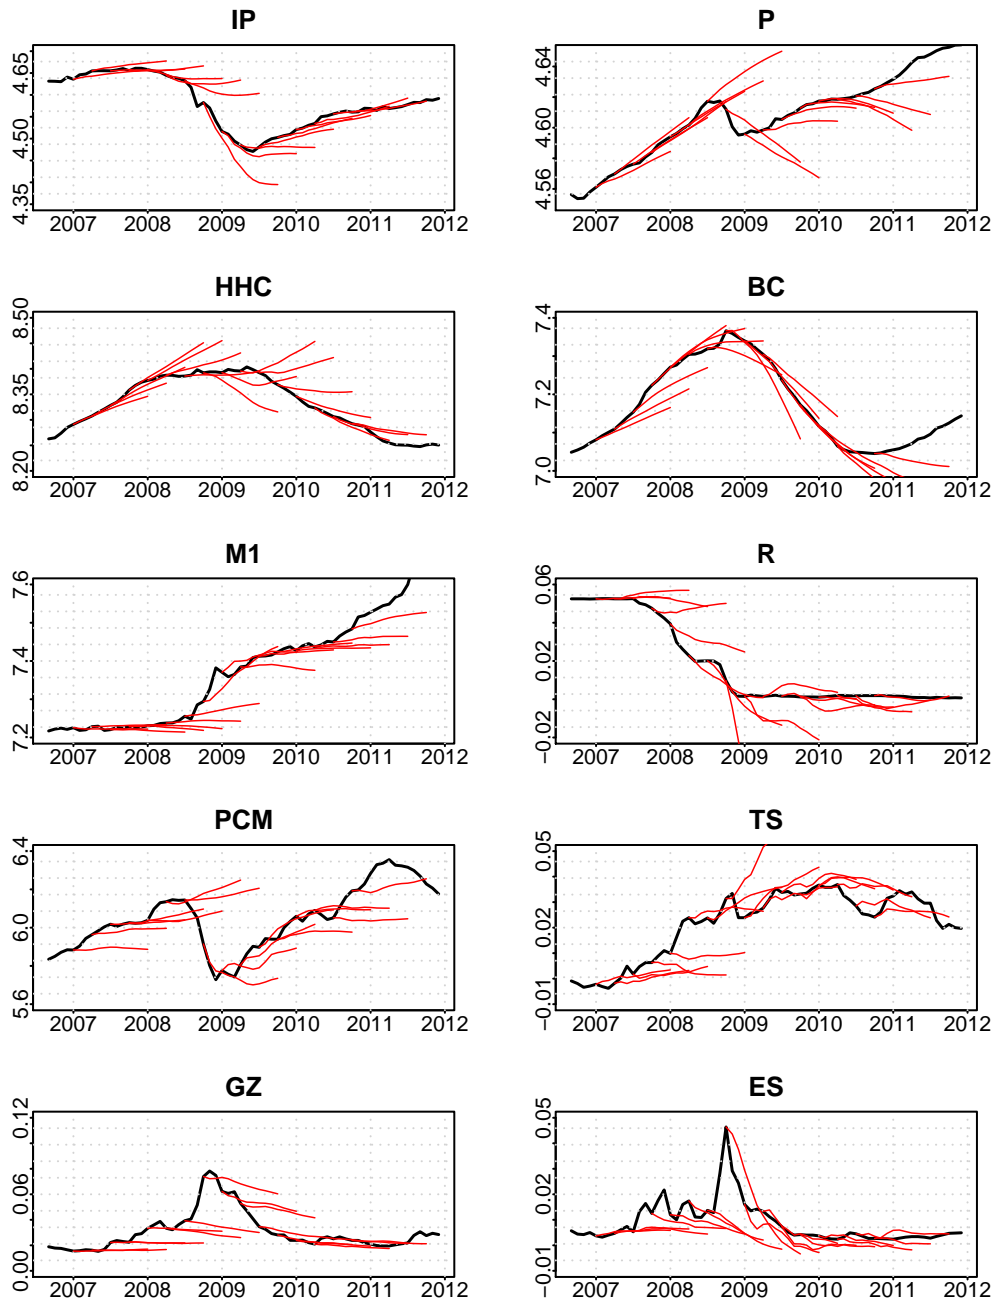 IP
4.35 4.50 4.65
2007 2008 2009 2010 2011 2012
P
4.56 4.60 4.64
2007 2008 2009 2010 2011 2012
HHC
8.20 8.35 8.50
2007 2008 2009 2010 2011 2012
BC
7.0 7.2 7.4
2007 2008 2009 2010 2011 2012
M1
7.2 7.4 7.6
2007 2008 2009 2010 2011 2012
R
−0.02 0.02 0.06
2007 2008 2009 2010 2011 2012
PCM
5.6 6.0 6.4
2007 2008 2009 2010 2011 2012
TS
−0.01 0.02 0.05
2007 2008 2009 2010 2011 2012
GZ
0.00 0.06 0.12
2007 2008 2009 2010 2011 2012
ES
−0.01 0.02 0.05
2007 2008 2009 2010 2011 2012